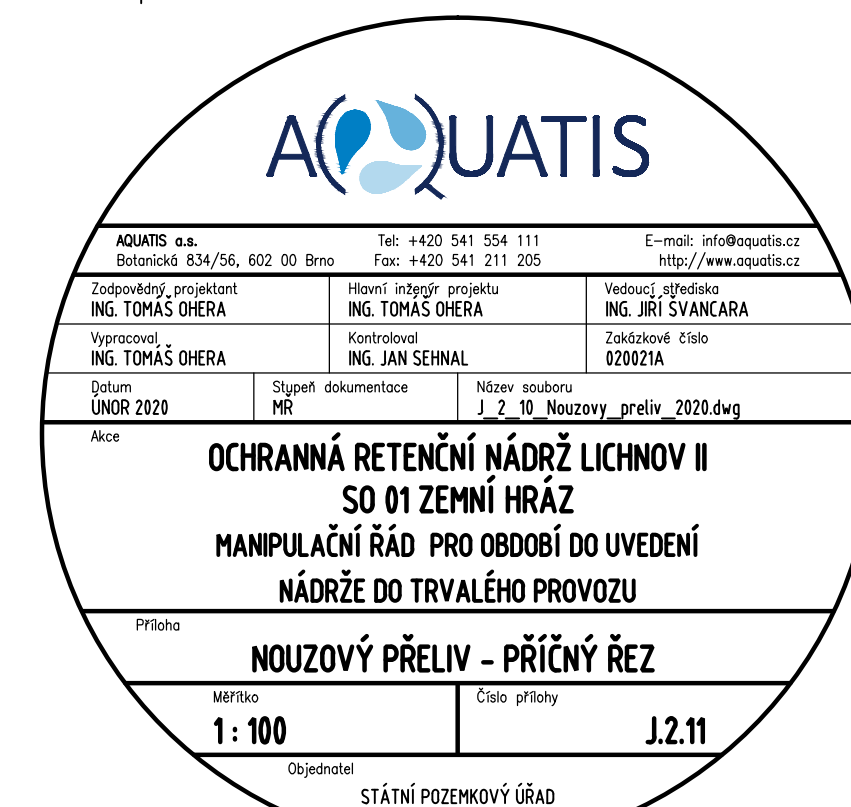 AQUATIS
AQUATIS a.s. Tel: +420 541 554 111 E-mail: info@aquatis.cz
Botanická 834/56, 602 00 Brno Fax: +420 541 211 205 http://www.aquatis.cz
Zodpovědný projektant Hlavní inženýr projektu Vedoucí střediska
ING. TOMÁŠ OHERA ING. TOMÁŠ OHERA ING. JIŘÍ ŠVANCARA
Vypracoval Kontroloval Zakázkové číslo
ING. TOMÁŠ OHERA ING. JAN SEHNAL 020021A
Datum Stupeň dokumentace Název souboru
ÚNOR 2020 MŘ J_2_10_Nouzovy_preliv_2020.dwg
Akce
OCHRANNÁ RETENČNÍ NÁDRŽ LICHNOV II
SO 01 ZEMNÍ HRÁZ
MANIPULAČNÍ ŘÁD PRO OBDOBÍ DO UVEDENÍ
NÁDRŽE DO TRVALÉHO PROVOZU
Příloha
NOUZOVÝ PŘELIV - PŘÍČNÝ ŘEZ
Měřítko Číslo přílohy
1 : 100 J.2.11
Objednatel
STÁTNÍ POZEMKOVÝ ÚŘAD